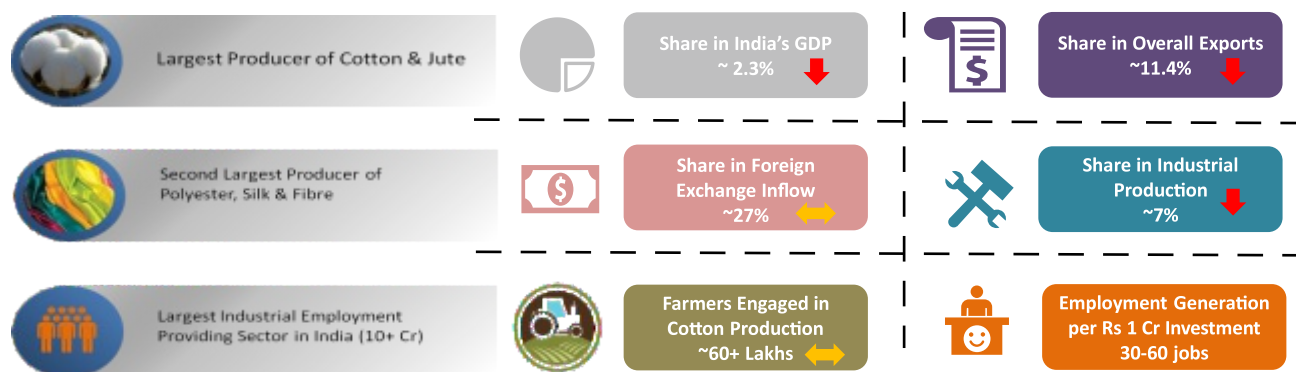 Largest Producer of Cotton & Jute
Share in India's GDP
~ 2.3%
$
Share in Overall Exports
~11.4%
Second Largest Producer of
Polyester, Silk & Fibre
$
Share in Foreign
Exchange Inflow
~27%
Share in Industrial
Production
~7%
Largest Industrial Employment
Providing Sector in India (10+ Cr)
Farmers Engaged in
Cotton Production
~60+ Lakhs
Employment Generation
per Rs 1 Cr Investment
30-60 jobs